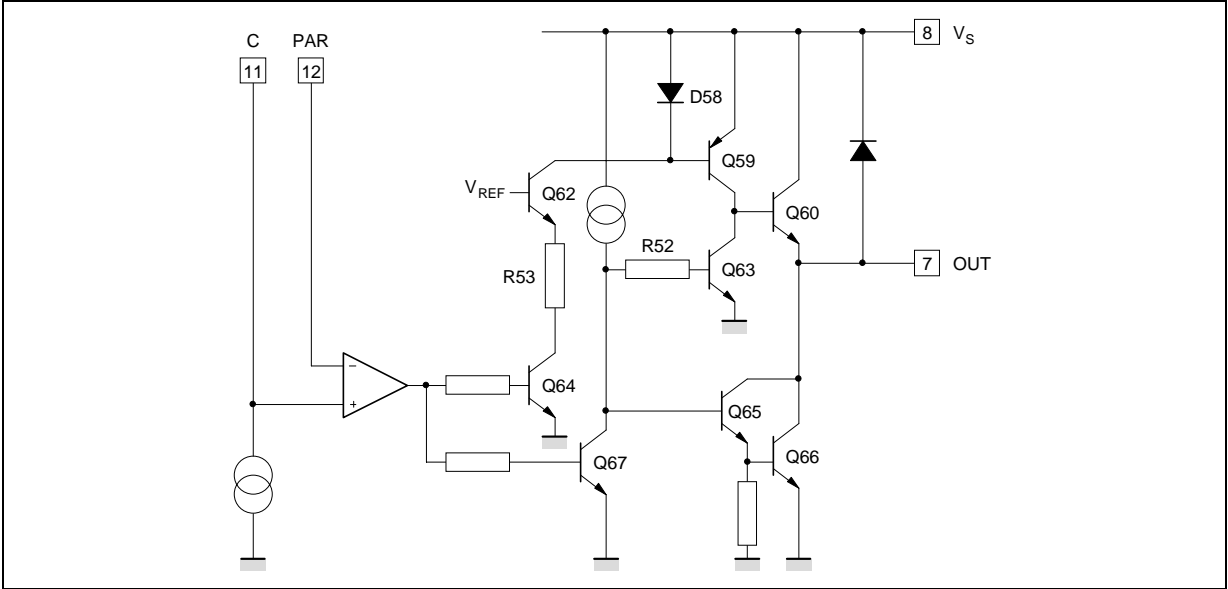 8 V_S
C PAR
11 12
D58
Q59
V_REF Q62
Q60
R52
R53 Q63
7 OUT
−
Q64
+
Q65
Q67 Q66